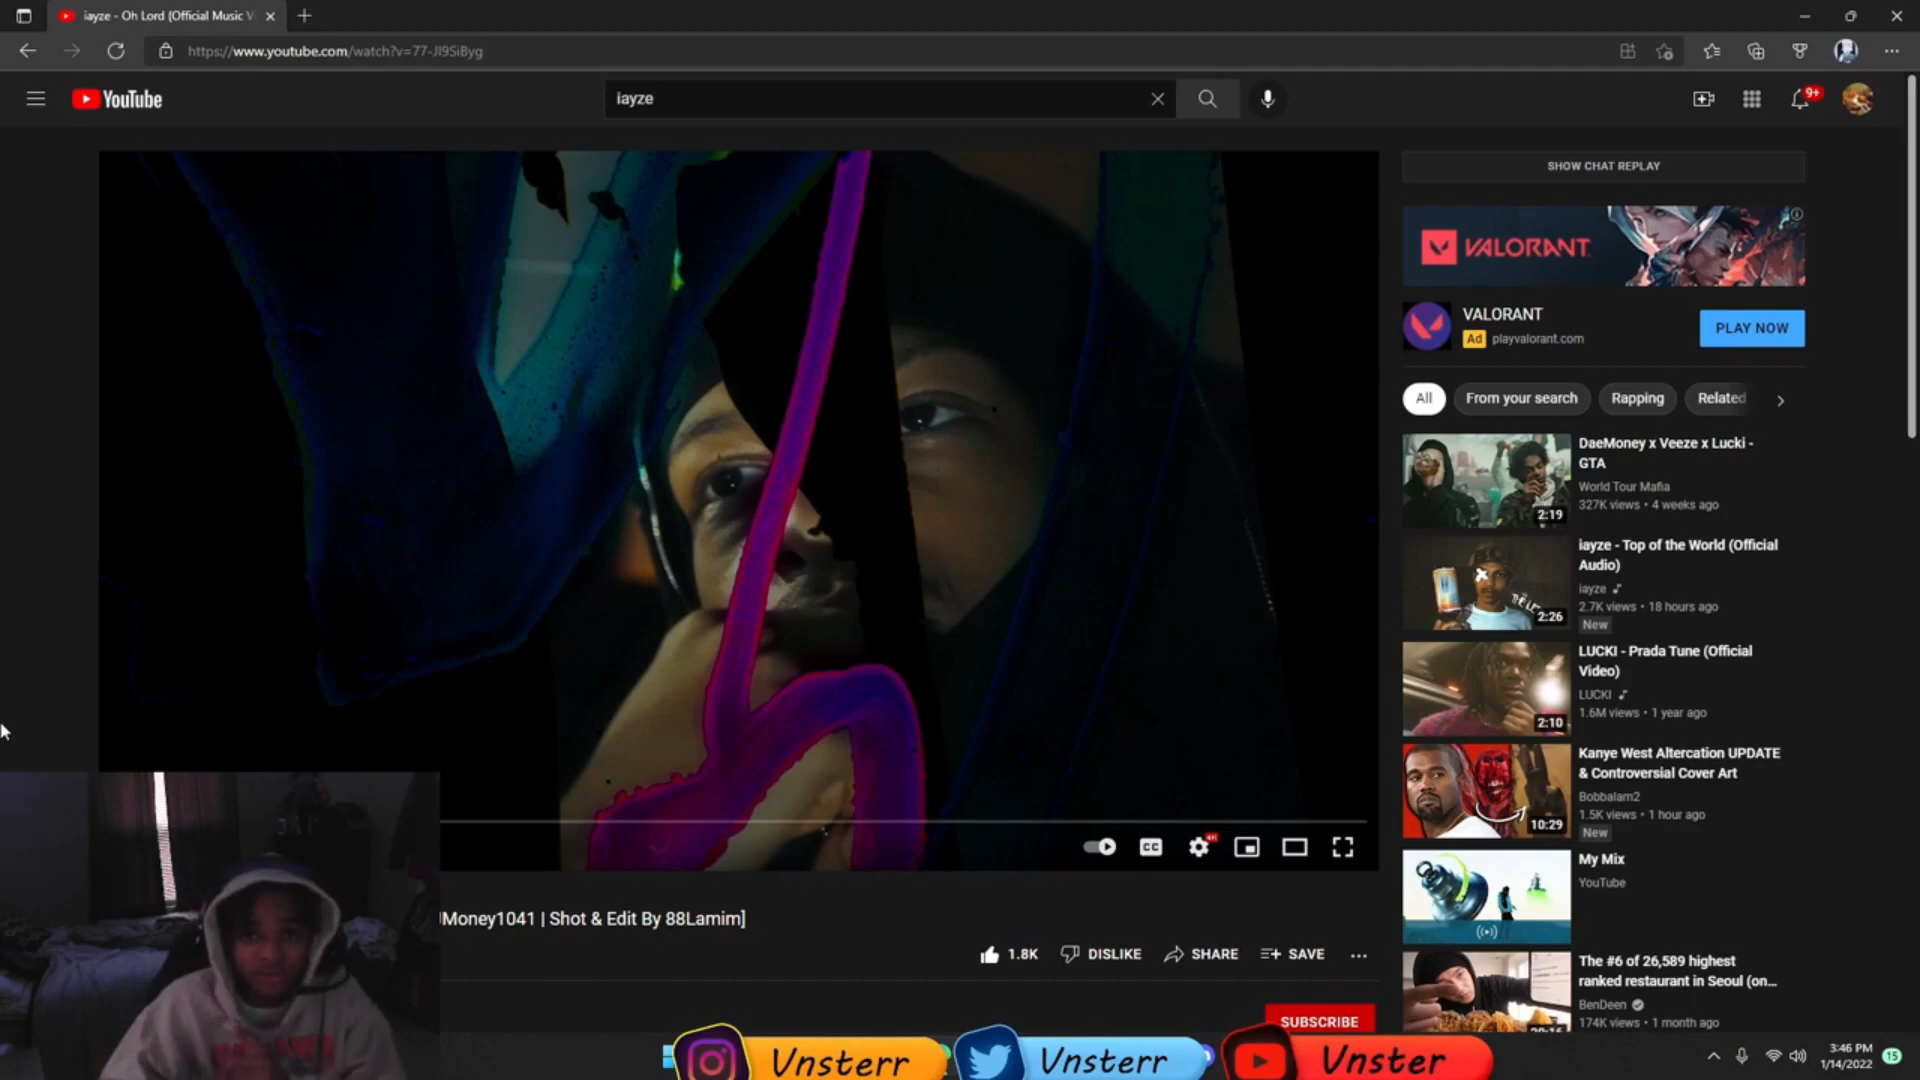 iayze - Oh Lord (Official Music V
https://www.youtube.com/watch?v=77-JI9SiByg
YouTube
iayze
9+
SHOW CHAT REPLAY
VALORANT
VALORANT
Ad playvalorant.com
PLAY NOW
All
From your search
Rapping
Related
DaeMoney x Veeze x Lucki -
GTA
World Tour Mafia
327K views • 4 weeks ago
2:19
iayze - Top of the World (Official
Audio)
iayze
2.7K views • 18 hours ago
New
2:26
LUCKI - Prada Tune (Official
Video)
LUCKI
1.6M views • 1 year ago
2:10
Kanye West Altercation UPDATE
& Controversial Cover Art
Bobbalam2
1.5K views • 1 hour ago
New
10:29
My Mix
YouTube
The #6 of 26,589 highest
ranked restaurant in Seoul (on...
BenDeen
174K views • 1 month ago
CC
Money1041 | Shot & Edit By 88Lamim]
1.8K
DISLIKE
SHARE
SAVE
SUBSCRIBE
Vnsterr
Vnsterr
Vnster
3:46 PM
1/14/2022
15